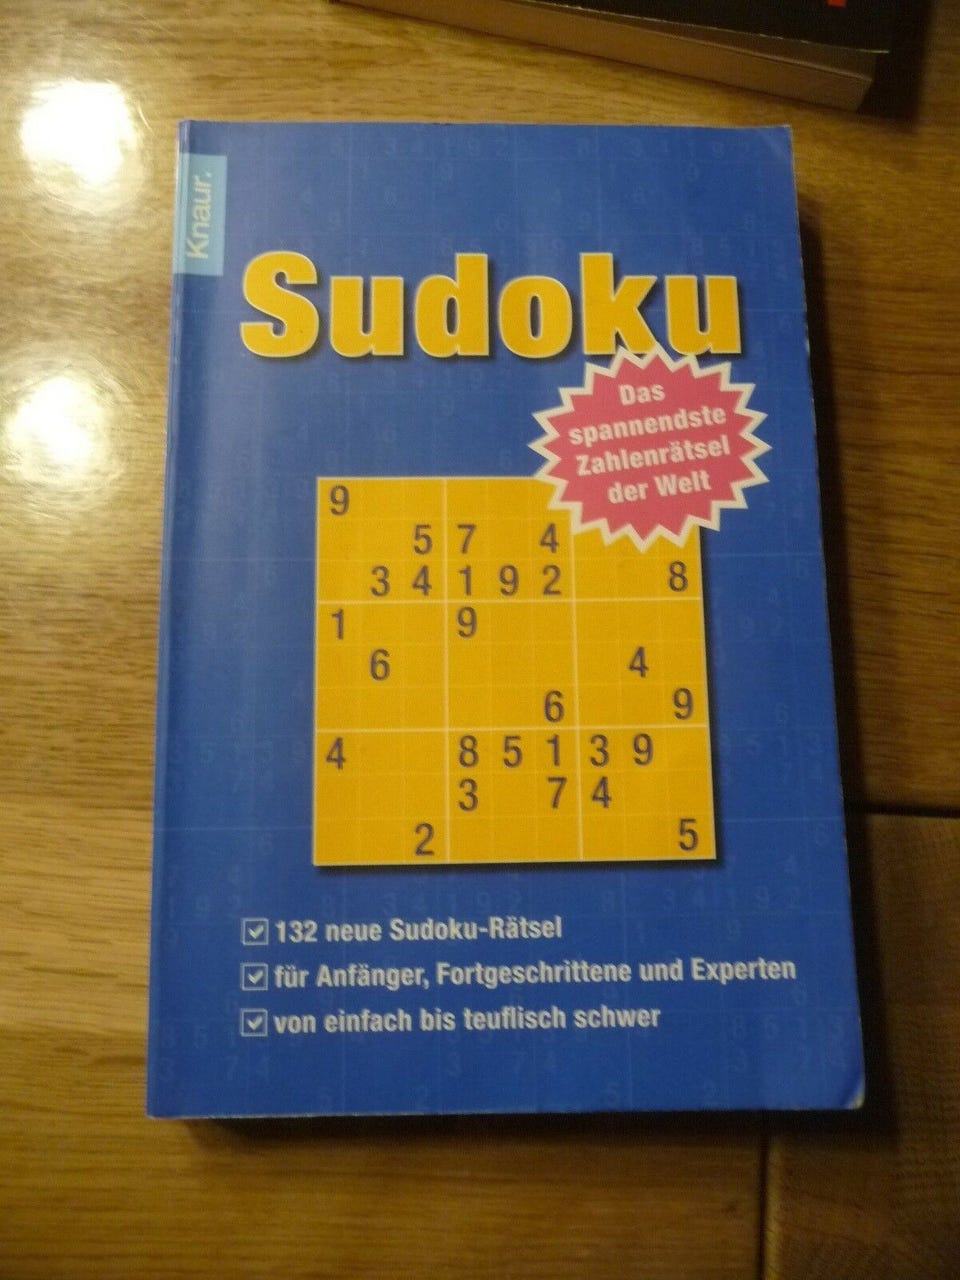 Knaur.
Sudoku
Das
spannendste
Zahlenrätsel
der Welt
9
5 7 4
3 4 1 9 2 8
1 9
6 4
6 9
4 8 5 1 3 9
3 7 4
2 5
132 neue Sudoku-Rätsel
für Anfänger, Fortgeschrittene und Experten
von einfach bis teuflisch schwer